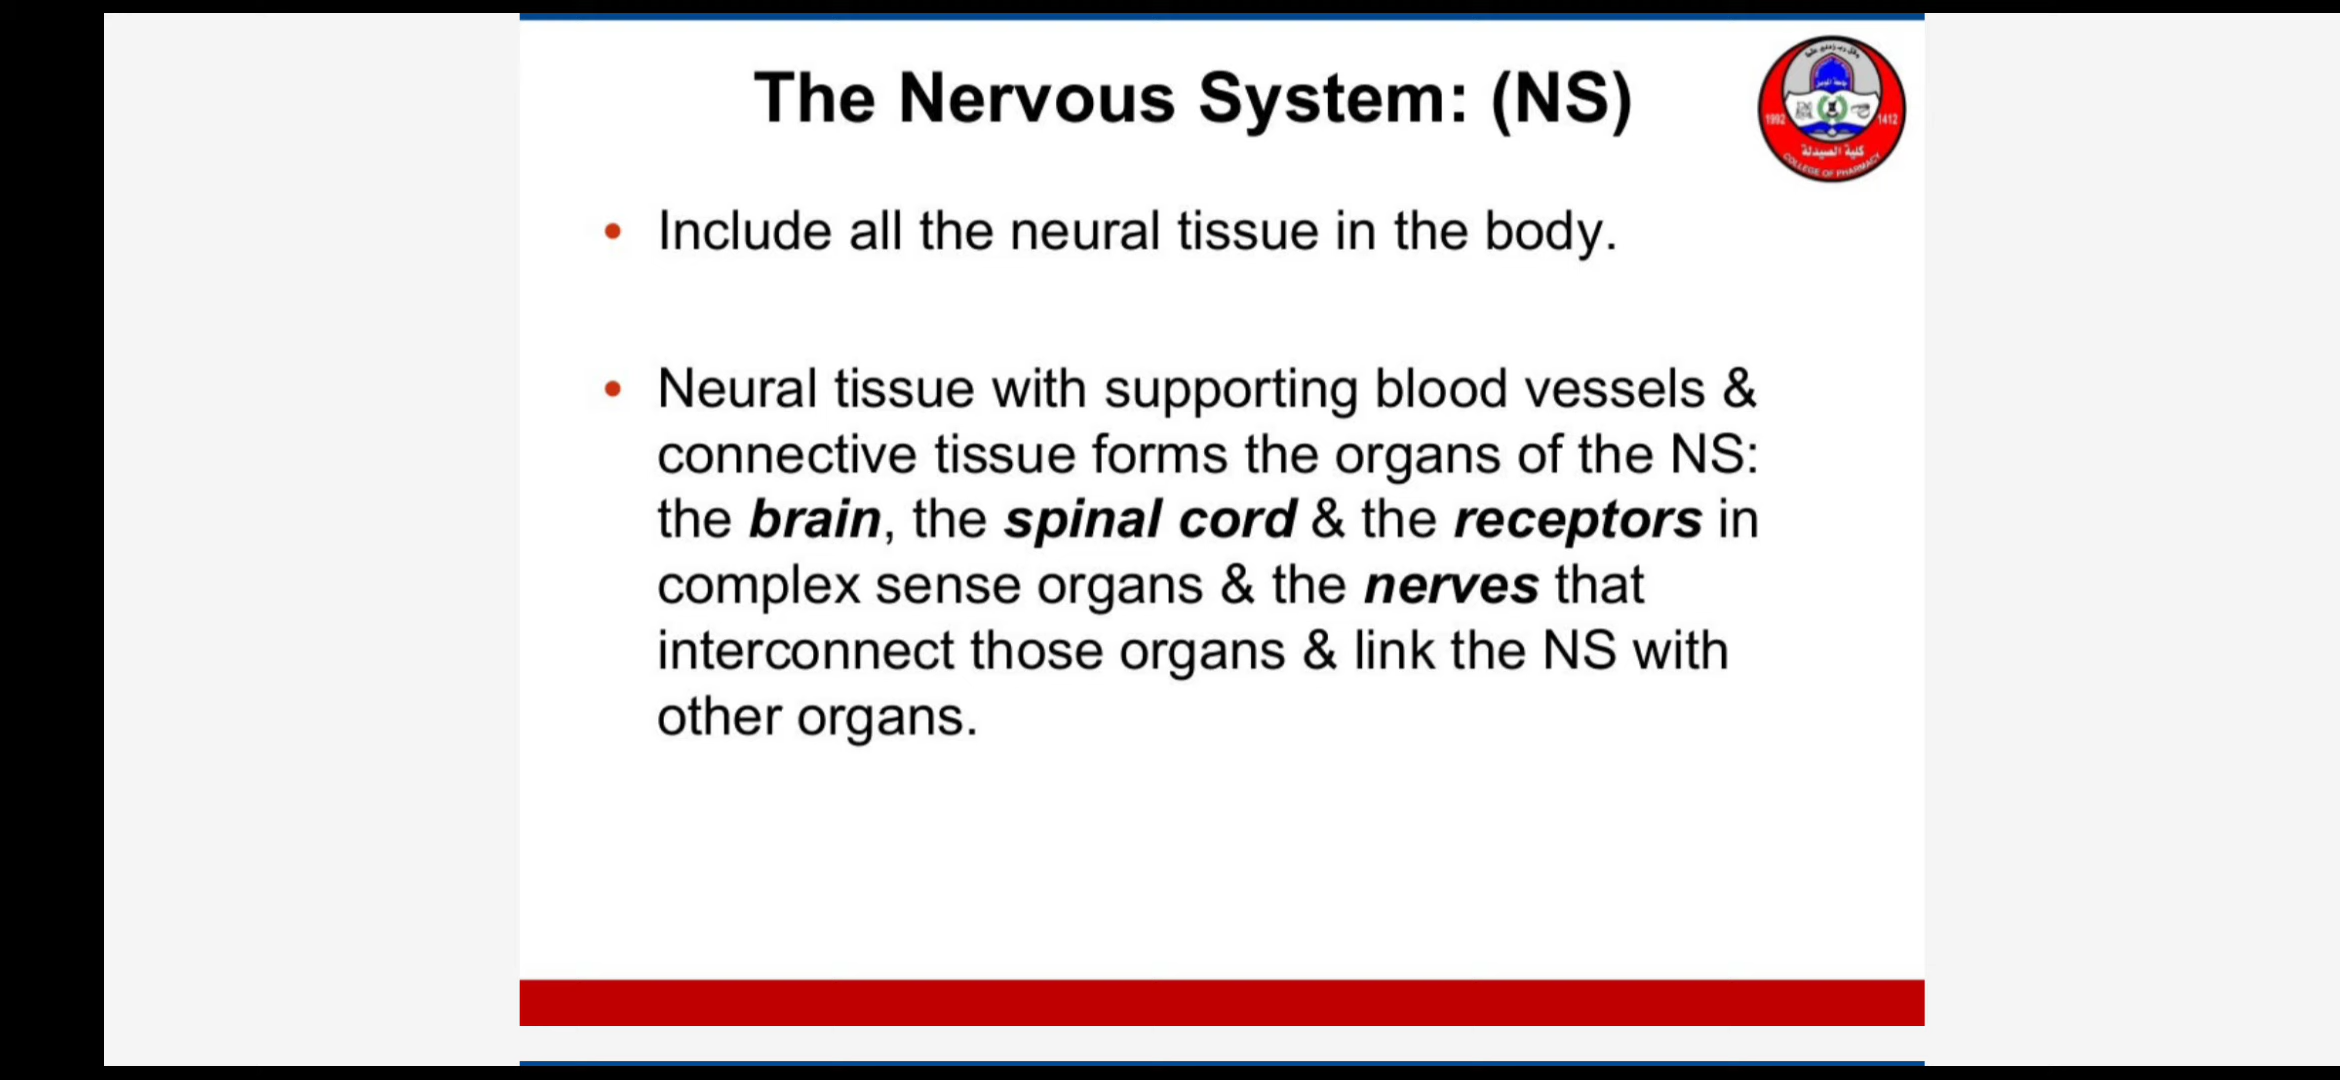 The Nervous System: (NS)
1992
1412
كلية الصيدلة
COLLEGE OF PHARMACY
• Include all the neural tissue in the body.
• Neural tissue with supporting blood vessels &
connective tissue forms the organs of the NS:
the brain, the spinal cord & the receptors in
complex sense organs & the nerves that
interconnect those organs & link the NS with
other organs.